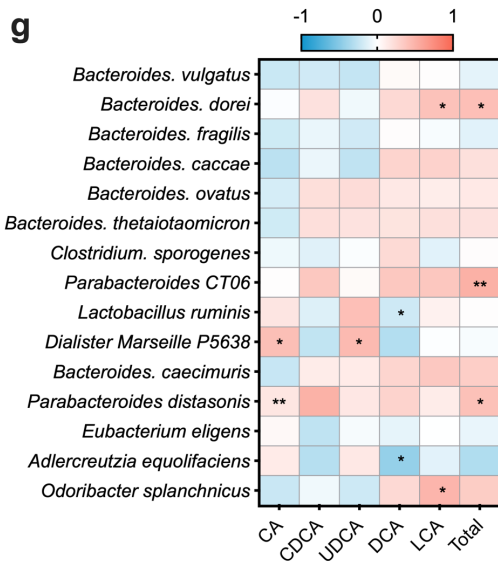 g
-1 0 1
Bacteroides. vulgatus
Bacteroides. dorei * *
Bacteroides. fragilis
Bacteroides. caccae
Bacteroides. ovatus
Bacteroides. thetaiotaomicron
Clostridium. sporogenes
Parabacteroides CT06 **
Lactobacillus ruminis *
Dialister Marseille P5638 * *
Bacteroides. caecimuris
Parabacteroides distasonis ** *
Eubacterium eligens
Adlercreutzia equolifaciens *
Odoribacter splanchnicus *
CA CDCA UDCA DCA LCA Total